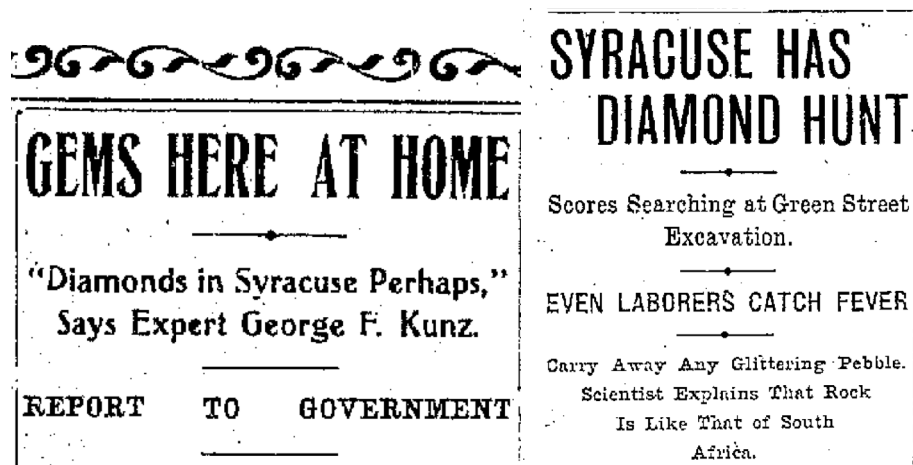 GEMS HERE AT HOME
"Diamonds in Syracuse Perhaps,"
Says Expert George F. Kunz.
REPORT TO GOVERNMENT
SYRACUSE HAS
DIAMOND HUNT
Scores Searching at Green Street
Excavation.
EVEN LABORERS CATCH FEVER
Carry Away Any Glittering Pebble.
Scientist Explains That Rock
Is Like That of South
Africa.